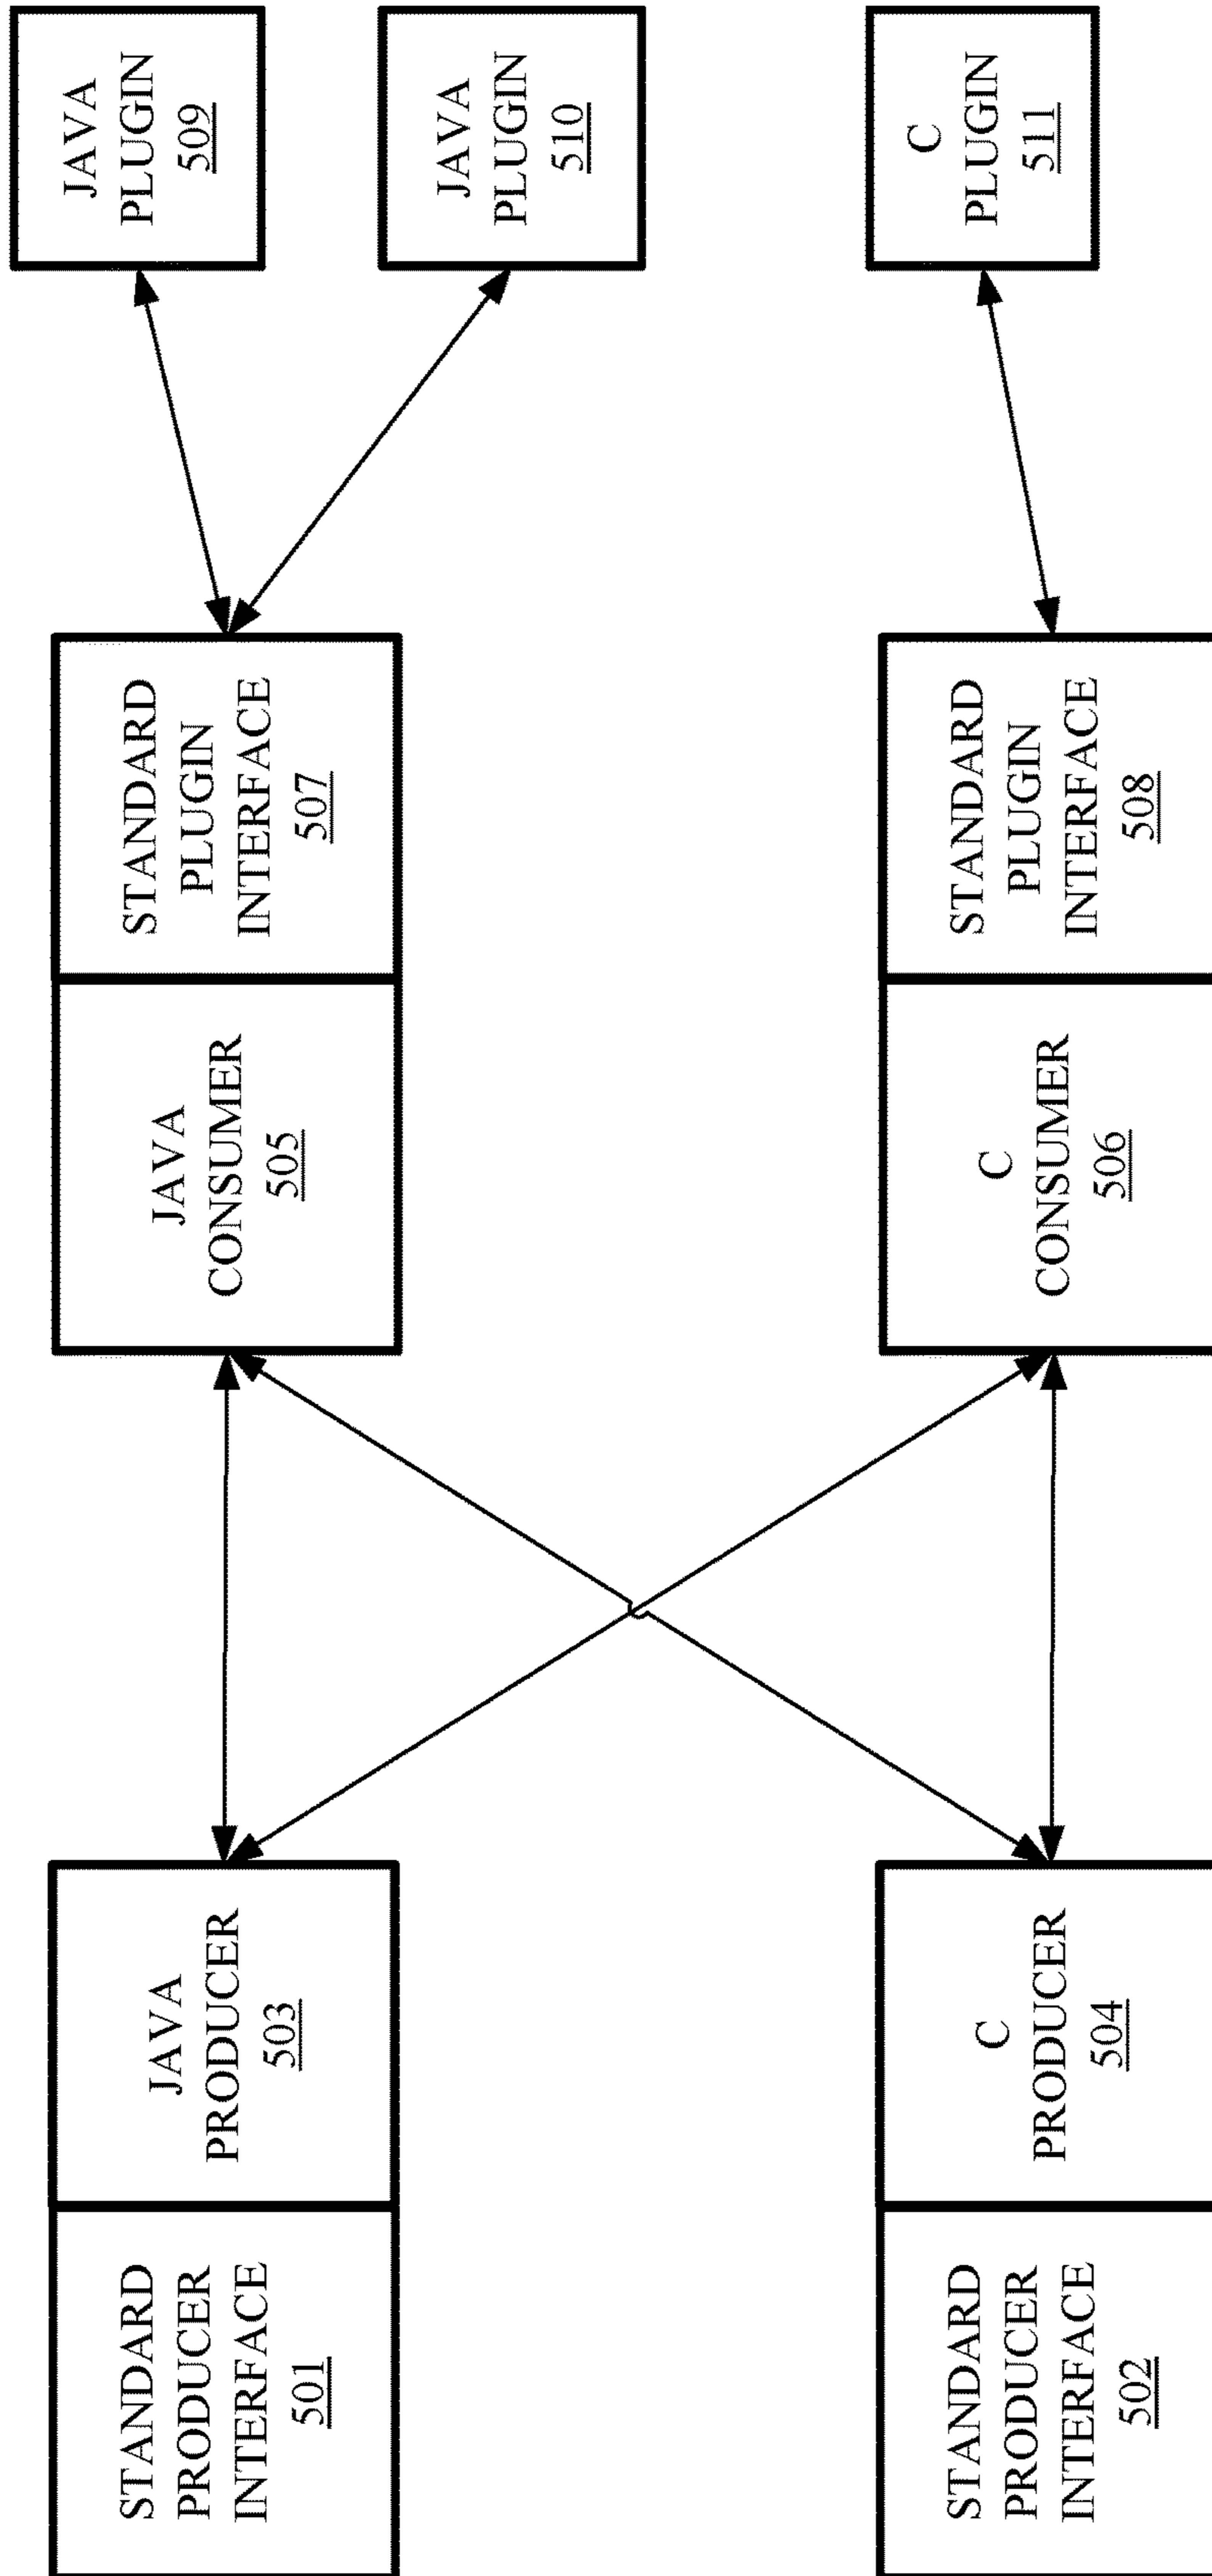 STANDARD
PRODUCER
INTERFACE
501
JAVA
PRODUCER
503
JAVA
CONSUMER
505
STANDARD
PLUGIN
INTERFACE
507
JAVA
PLUGIN
509
JAVA
PLUGIN
510
STANDARD
PRODUCER
INTERFACE
502
C
PRODUCER
504
C
CONSUMER
506
STANDARD
PLUGIN
INTERFACE
508
C
PLUGIN
511